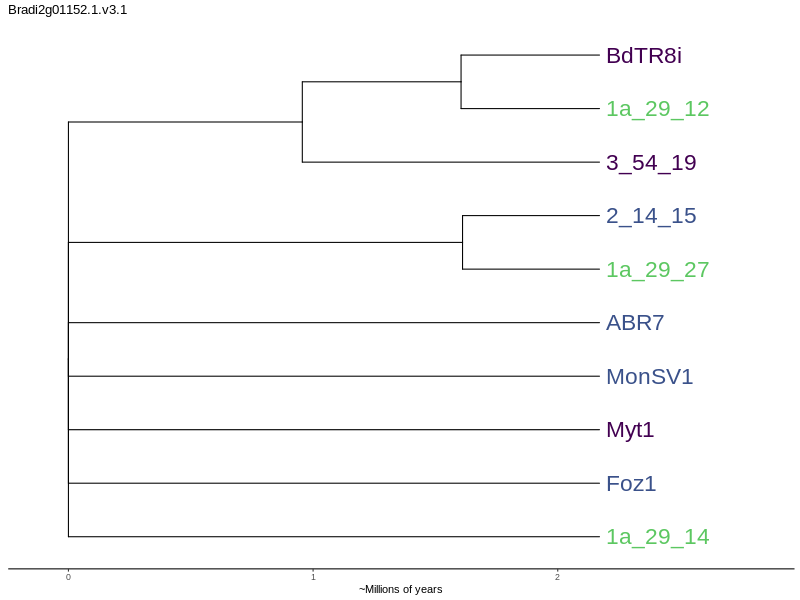 Bradi2g01152.1.v3.1
BdTR8i
1a_29_12
3_54_19
2_14_15
1a_29_27
ABR7
MonSV1
Myt1
Foz1
1a_29_14
0 1 2
~Millions of years